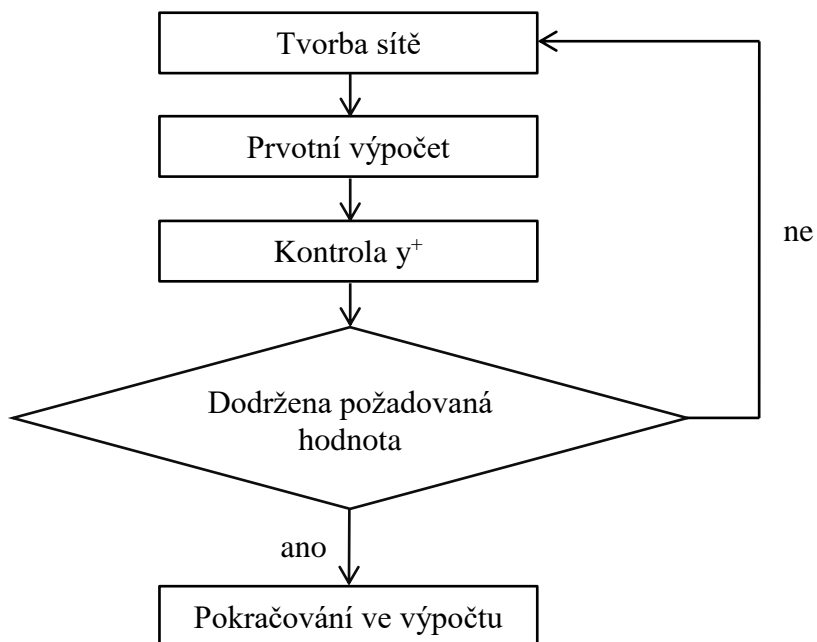 Tvorba sítě
Prvotní výpočet
Kontrola y⁺
ne
Dodržena požadovaná
hodnota
ano
Pokračování ve výpočtu